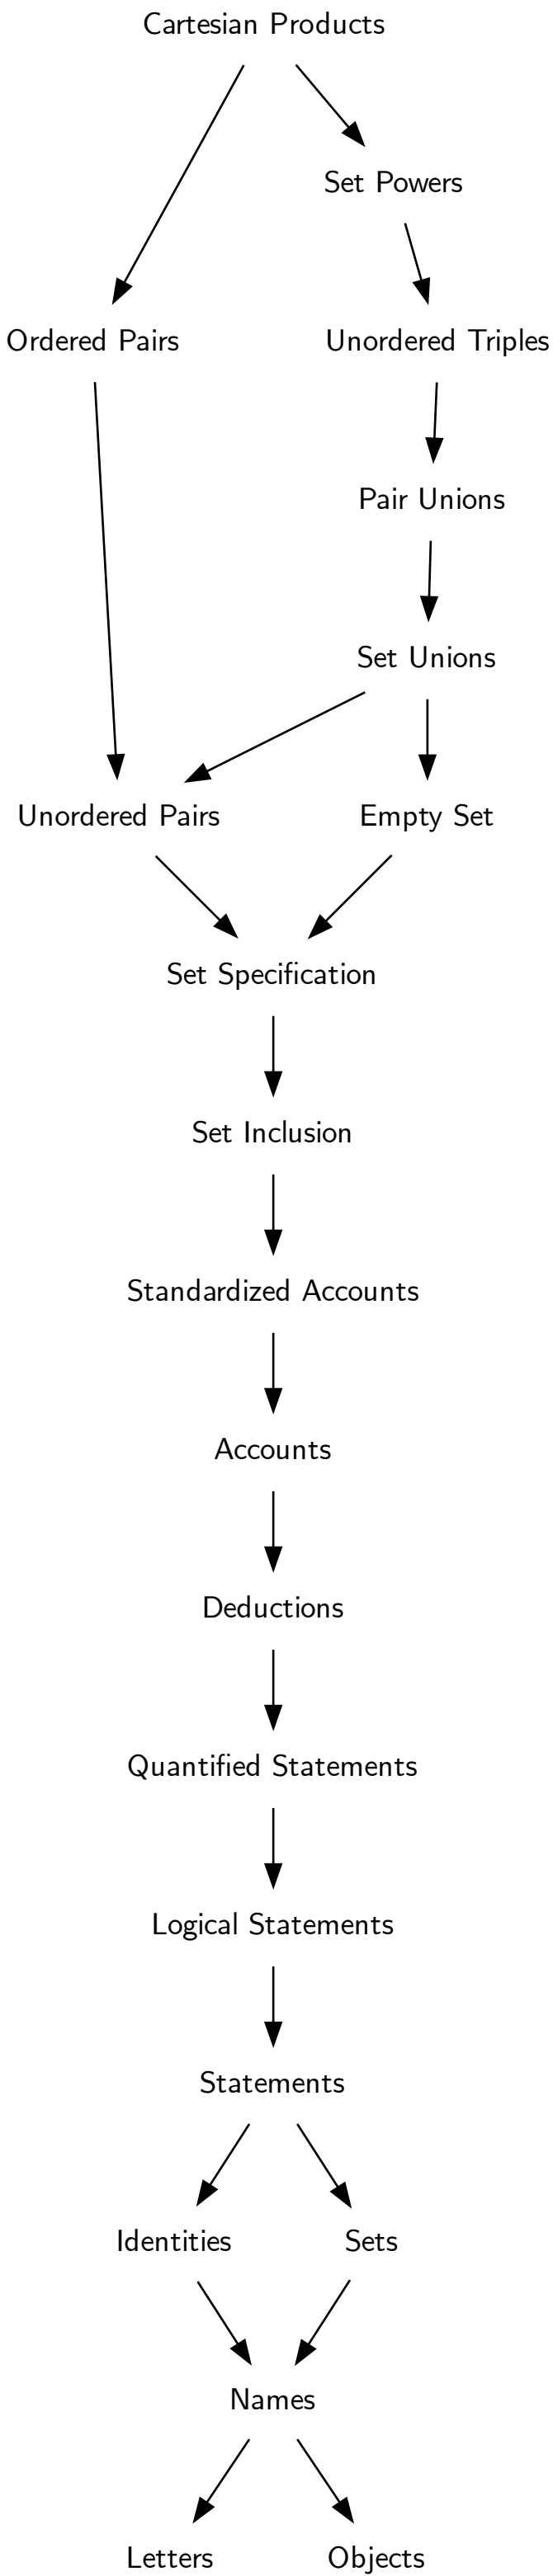 Cartesian Products
Set Powers
Ordered Pairs
Unordered Triples
Pair Unions
Set Unions
Unordered Pairs
Empty Set
Set Specification
Set Inclusion
Standardized Accounts
Accounts
Deductions
Quantified Statements
Logical Statements
Statements
Identities
Sets
Names
Letters
Objects